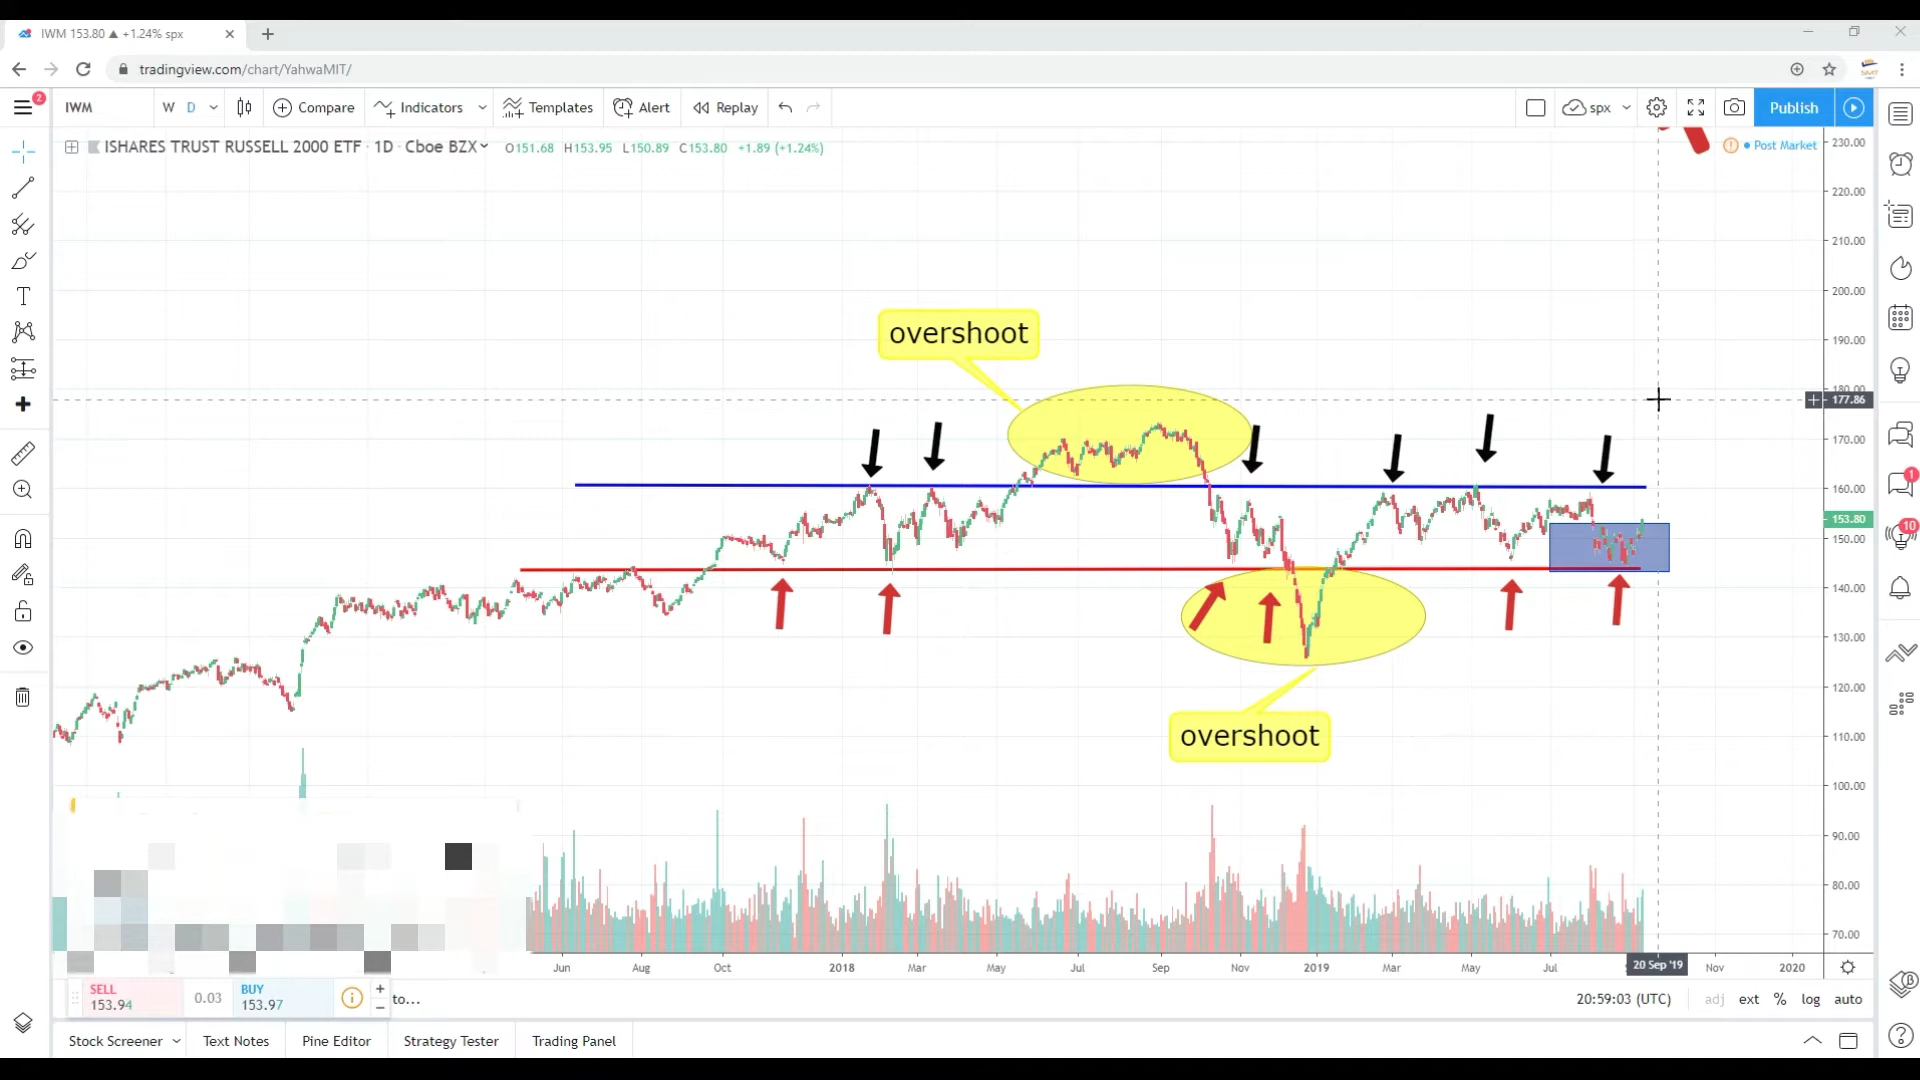 IWM 153.80 ▲ +1.24% spx
tradingview.com/chart/YahwaMIT/
2
IWM W D Compare Indicators Templates Alert Replay spx Publish
ISHARES TRUST RUSSELL 2000 ETF · 1D · Cboe BZX O151.68 H153.95 L150.89 C153.80 +1.89 (+1.24%)
Post Market
230.00
220.00
210.00
200.00
190.00
180.00
177.86
170.00
160.00
153.80
150.00
140.00
130.00
120.00
110.00
100.00
90.00
80.00
70.00
overshoot
overshoot
1
10
Jun Aug Oct 2018 Mar May Jul Sep Nov 2019 Mar May Jul 20 Sep '19 Nov 2020
SELL
153.94
0.03
BUY
153.97
to...
20:59:03 (UTC) adj ext % log auto
Stock Screener Text Notes Pine Editor Strategy Tester Trading Panel